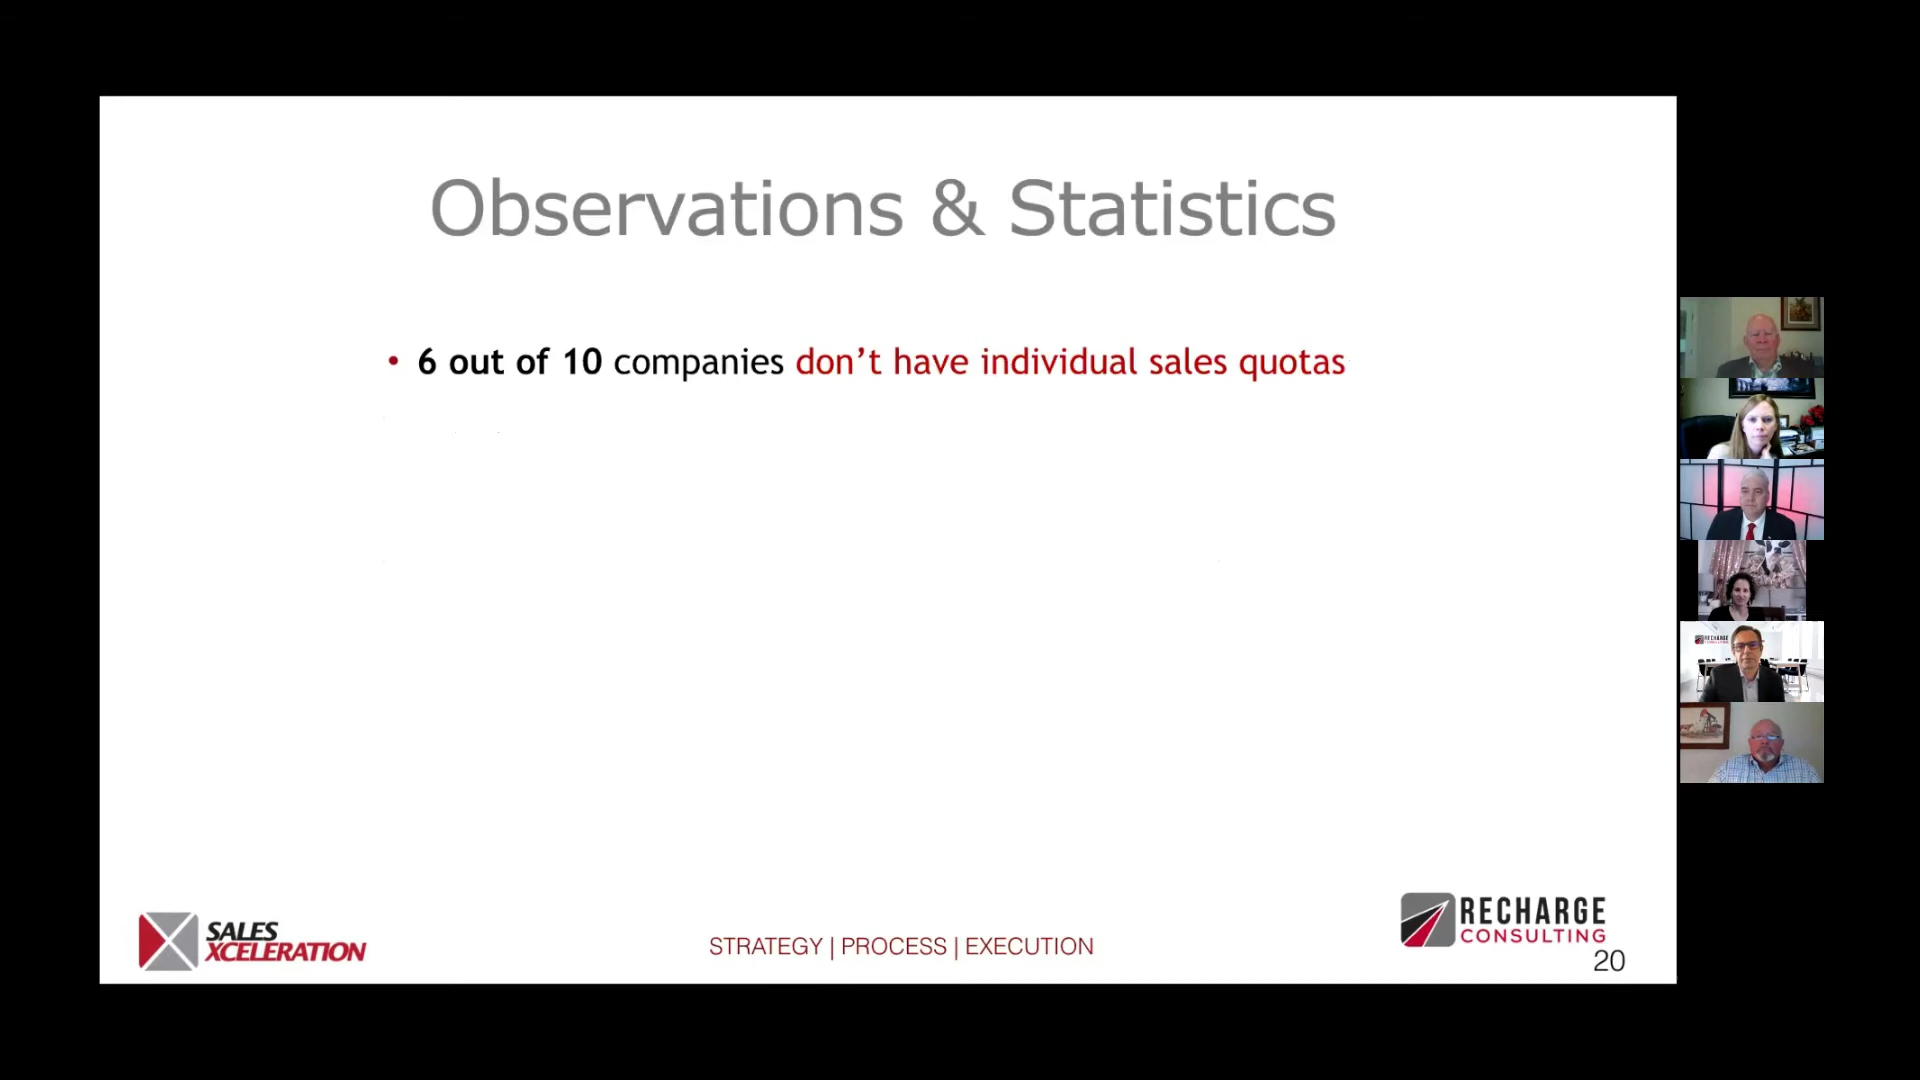 Observations & Statistics
• 6 out of 10 companies don’t have individual sales quotas
SALES
XCELERATION
STRATEGY | PROCESS | EXECUTION
RECHARGE
CONSULTING
20
RECHARGE